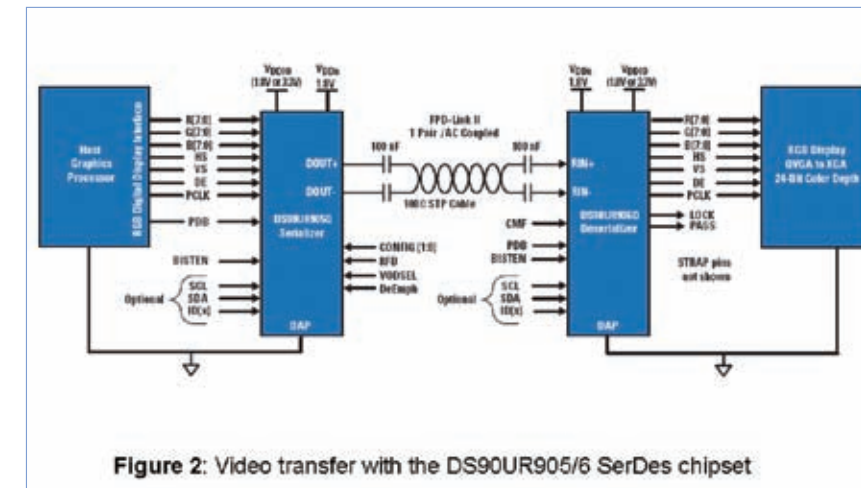 VDDIO
(1.8V or 3.3V)
VDDn
1.8V
Host
Graphics
Processor
RGB Digital Display Interface
R[7:0]
G[7:0]
B[7:0]
HS
VS
DE
PCLK
PDB
BISTEN
Optional
SCL
SDA
ID[x]
DOUT+
DOUT-
DS90UR905Q
Serializer
DAP
CONFIG [1:0]
RFB
VODSEL
DeEmph
FPD-Link II
1 Pair /AC Coupled
100 nF
100 nF
100Ω STP Cable
VDDn
1.8V
VDDIO
(1.8V or 3.3V)
RIN+
RIN-
CMF
PDB
BISTEN
Optional
SCL
SDA
ID[x]
DS90UR906Q
Deserializer
DAP
R[7:0]
G[7:0]
B[7:0]
HS
VS
DE
PCLK
LOCK
PASS
STRAP pins
not shown
RGB Display
QVGA to XGA
24-Bit Color Depth
Figure 2: Video transfer with the DS90UR905/6 SerDes chipset